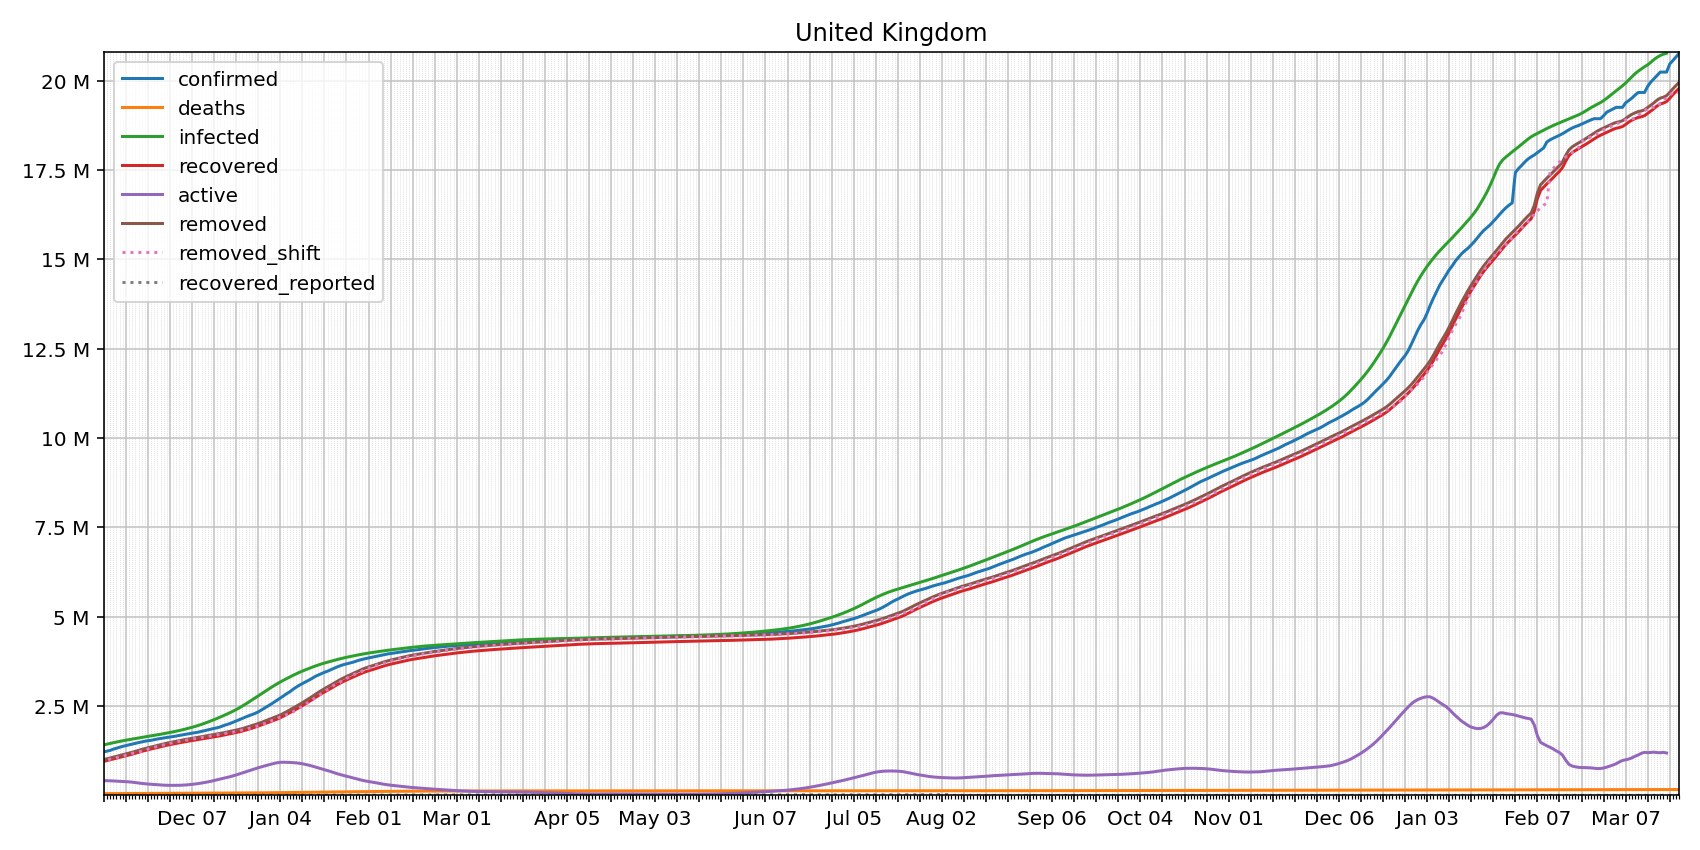 United Kingdom
confirmed
deaths
infected
recovered
active
removed
removed_shift
recovered_reported
20 M
17.5 M
15 M
12.5 M
10 M
7.5 M
5 M
2.5 M
Dec 07 Jan 04 Feb 01 Mar 01 Apr 05 May 03 Jun 07 Jul 05 Aug 02 Sep 06 Oct 04 Nov 01 Dec 06 Jan 03 Feb 07 Mar 07